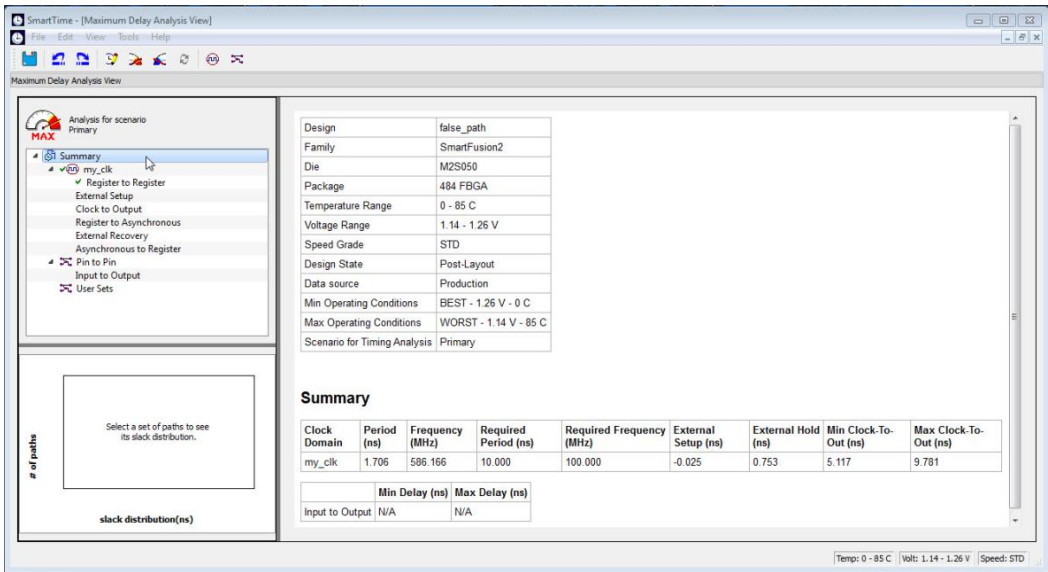 SmartTime - [Maximum Delay Analysis View]
File Edit View Tools Help
Maximum Delay Analysis View
Analysis for scenario
Primary
MAX
Summary
my_clk
Register to Register
External Setup
Clock to Output
Register to Asynchronous
External Recovery
Asynchronous to Register
Pin to Pin
Input to Output
User Sets
# of paths
Select a set of paths to see
its slack distribution.
slack distribution(ns)
Design false_path
Family SmartFusion2
Die M2S050
Package 484 FBGA
Temperature Range 0 - 85 C
Voltage Range 1.14 - 1.26 V
Speed Grade STD
Design State Post-Layout
Data source Production
Min Operating Conditions BEST - 1.26 V - 0 C
Max Operating Conditions WORST - 1.14 V - 85 C
Scenario for Timing Analysis Primary
Summary
Clock Period Frequency Required Required Frequency External External Hold Min Clock-To- Max Clock-To-
Domain (ns) (MHz) Period (ns) (MHz) Setup (ns) (ns) Out (ns) Out (ns)
my_clk 1.706 586.166 10.000 100.000 -0.025 0.753 5.117 9.781
Min Delay (ns) Max Delay (ns)
Input to Output N/A N/A
Temp: 0 - 85 C Volt: 1.14 - 1.26 V Speed: STD